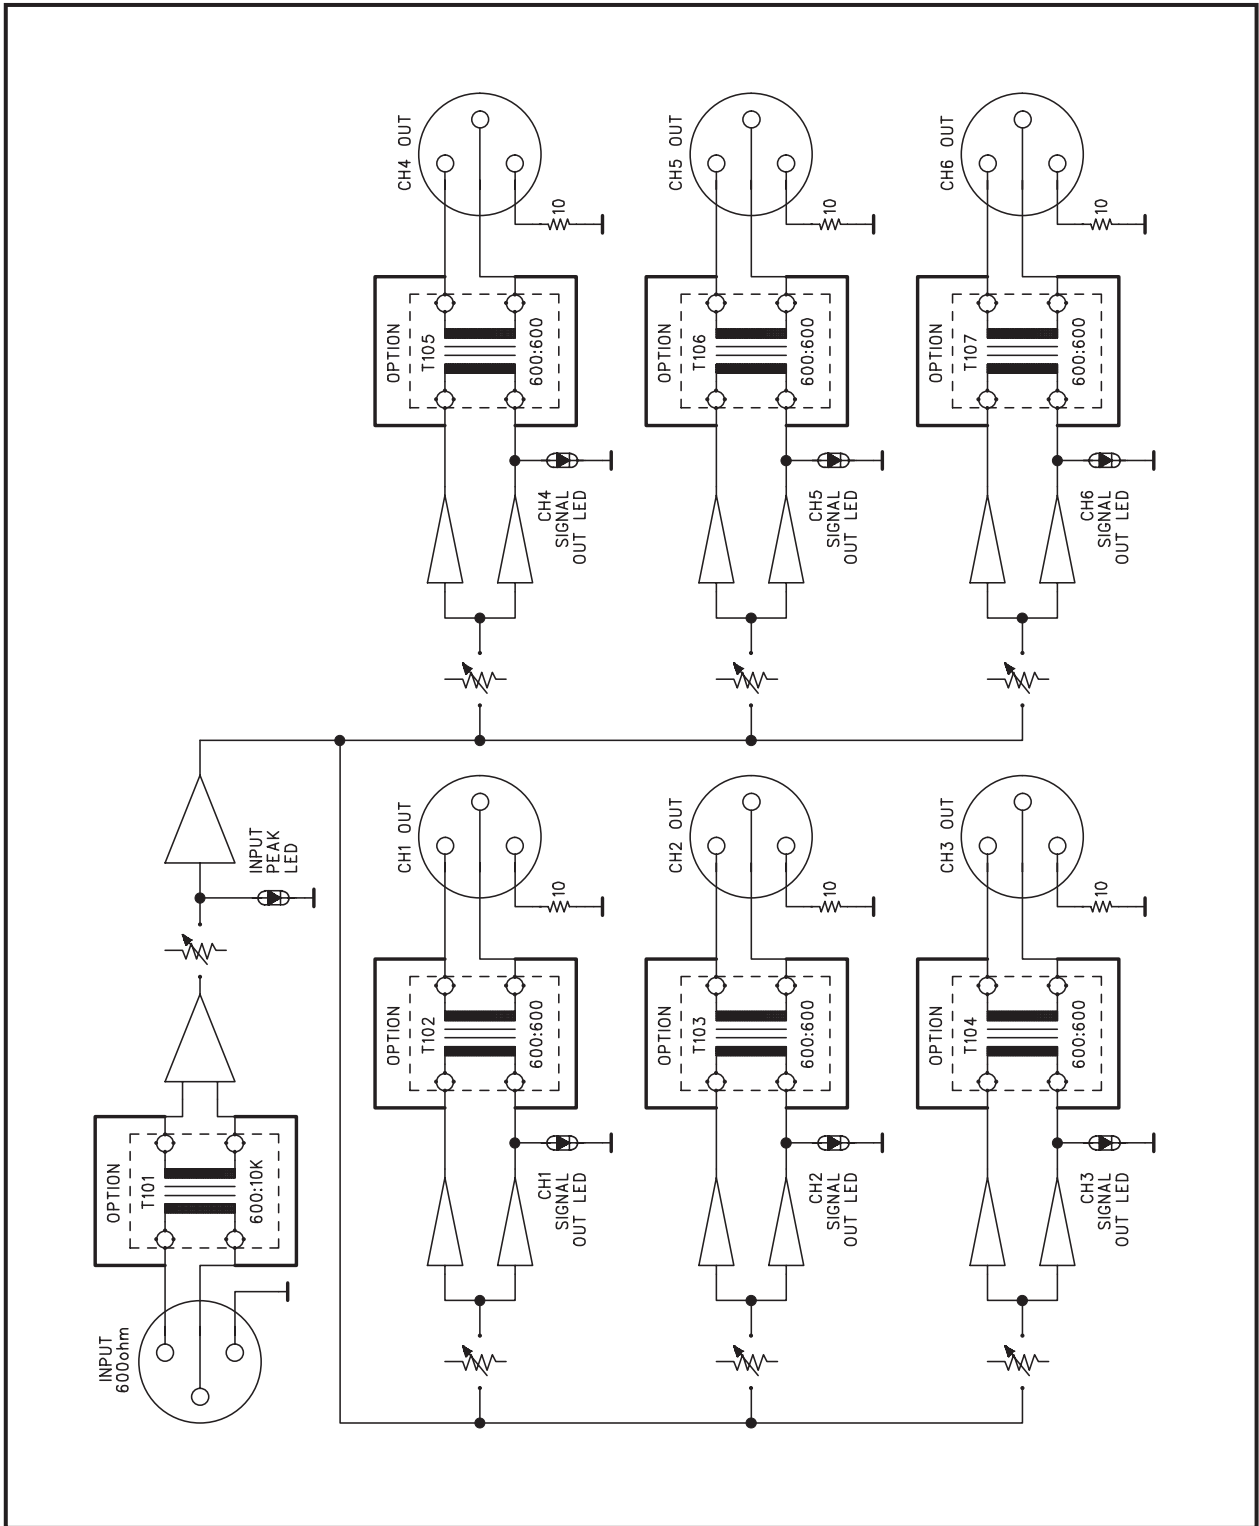 INPUT
600ohm
OPTION
T101
600:10K
INPUT
PEAK
LED
CH1
SIGNAL
OUT LED
OPTION
T102
600:600
CH1 OUT
10
CH4
SIGNAL
OUT LED
OPTION
T105
600:600
CH4 OUT
10
CH2
SIGNAL
OUT LED
OPTION
T103
600:600
CH2 OUT
10
CH5
SIGNAL
OUT LED
OPTION
T106
600:600
CH5 OUT
10
CH3
SIGNAL
OUT LED
OPTION
T104
600:600
CH3 OUT
10
CH6
SIGNAL
OUT LED
OPTION
T107
600:600
CH6 OUT
10